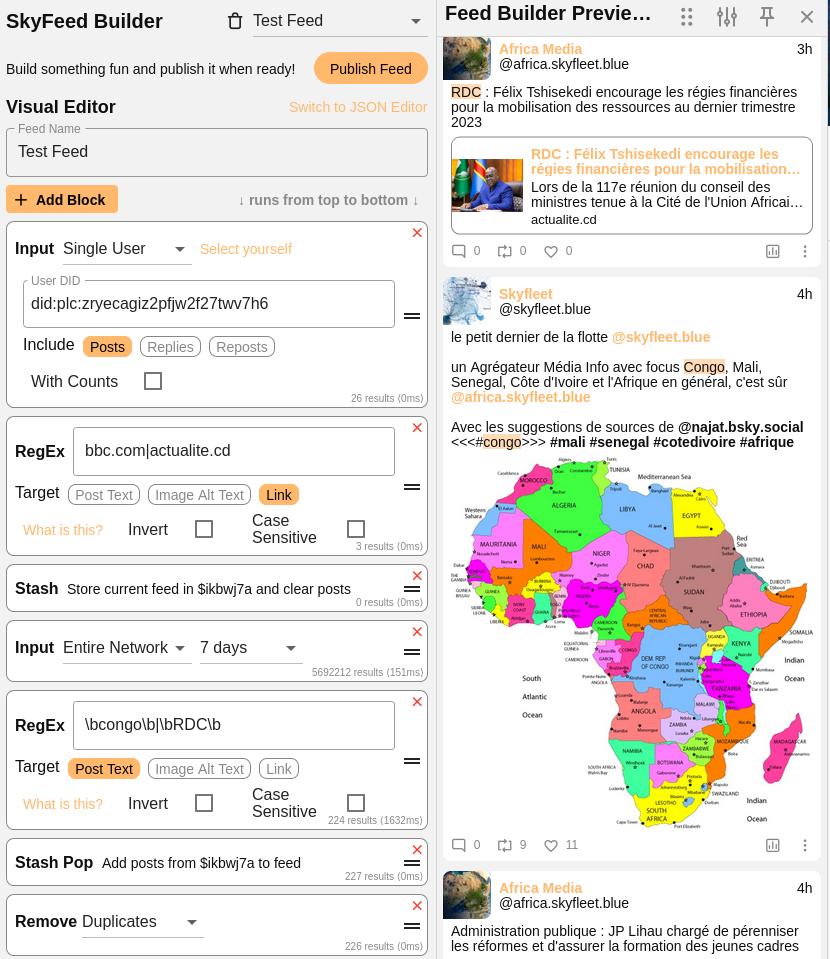 SkyFeed Builder
Test Feed
Build something fun and publish it when ready!
Publish Feed
Visual Editor
Switch to JSON Editor
Feed Name
Test Feed
+ Add Block
↓ runs from top to bottom ↓
Input Single User Select yourself
User DID
did:plc:zryecagiz2pfjw2f27twv7h6
Include Posts Replies Reposts
With Counts
26 results (0ms)
RegEx bbc.com|actualite.cd
Target Post Text Image Alt Text Link
What is this? Invert Case Sensitive
3 results (0ms)
Stash Store current feed in $ikbwj7a and clear posts
0 results (0ms)
Input Entire Network 7 days
5692212 results (151ms)
RegEx \bcongo\b|\bRDC\b
Target Post Text Image Alt Text Link
What is this? Invert Case Sensitive
224 results (1632ms)
Stash Pop Add posts from $ikbwj7a to feed
227 results (0ms)
Remove Duplicates
226 results (0ms)
Feed Builder Previe...
Africa Media 3h
@africa.skyfleet.blue
RDC : Félix Tshisekedi encourage les régies financières
pour la mobilisation des ressources au dernier trimestre
2023
RDC : Félix Tshisekedi encourage les
régies financières pour la mobilisation...
Lors de la 117e réunion du conseil des
ministres tenue à la Cité de l'Union Africai...
actualite.cd
0 0 0
Skyfleet 4h
@skyfleet.blue
le petit dernier de la flotte @skyfleet.blue
un Agrégateur Média Info avec focus Congo, Mali,
Senegal, Côte d'Ivoire et l'Afrique en général, c'est sûr
@africa.skyfleet.blue
Avec les suggestions de sources de @najat.bsky.social
<<<#congo>>> #mali #senegal #cotedivoire #afrique
Mediterranean Sea
MOROCCO
TUNISIA
ALGERIA
LIBYA
EGYPT
Western
Sahara
Red
Sea
MAURITANIA
MALI
NIGER
CHAD
SUDAN
ERITREA
DJIBOUTI
ETHIOPIA
SOMALIA
CENTRAL
AFRICAN
REPUBLIC
CAMEROON
UGANDA
KENYA
CONGO
GABON
DEM. REP
OF CONGO
Indian
Ocean
TANZANIA
South
Atlantic
Ocean
ANGOLA
ZAMBIA
MALAWI
MOZAMBIQUE
ZIMBABWE
MADAGASCAR
NAMIBIA
BOTSWANA
SWAZILAND
LESOTHO
SOUTH
AFRICA
Indian
Ocean
0 9 11
Africa Media 4h
@africa.skyfleet.blue
Administration publique : JP Lihau chargé de pérenniser
les réformes et d'assurer la formation des jeunes cadres